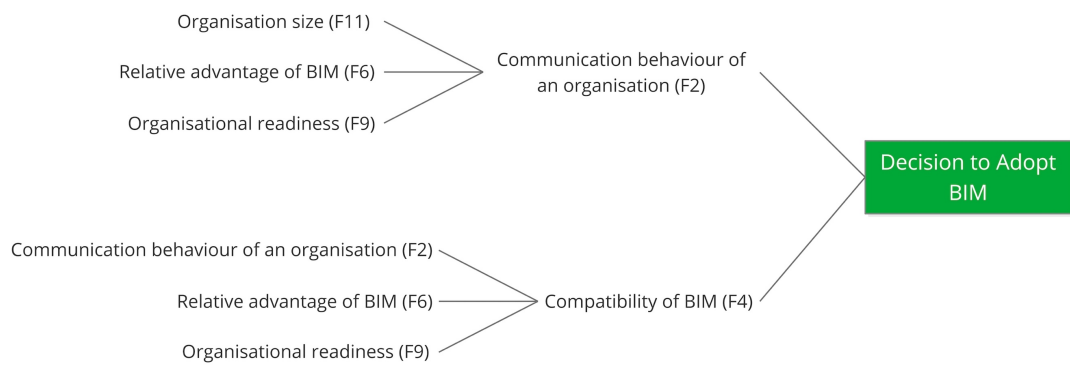 Organisation size (F11)
Relative advantage of BIM (F6)
Organisational readiness (F9)
Communication behaviour of
an organisation (F2)
Decision to Adopt
BIM
Communication behaviour of an organisation (F2)
Relative advantage of BIM (F6)
Organisational readiness (F9)
Compatibility of BIM (F4)